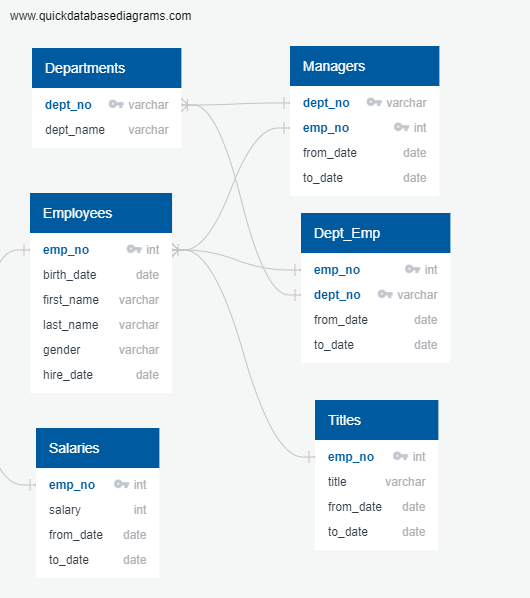 www.quickdatabasediagrams.com
Departments
dept_no varchar
dept_name varchar
Managers
dept_no varchar
emp_no int
from_date date
to_date date
Employees
emp_no int
birth_date date
first_name varchar
last_name varchar
gender varchar
hire_date date
Dept_Emp
emp_no int
dept_no varchar
from_date date
to_date date
Salaries
emp_no int
salary int
from_date date
to_date date
Titles
emp_no int
title varchar
from_date date
to_date date